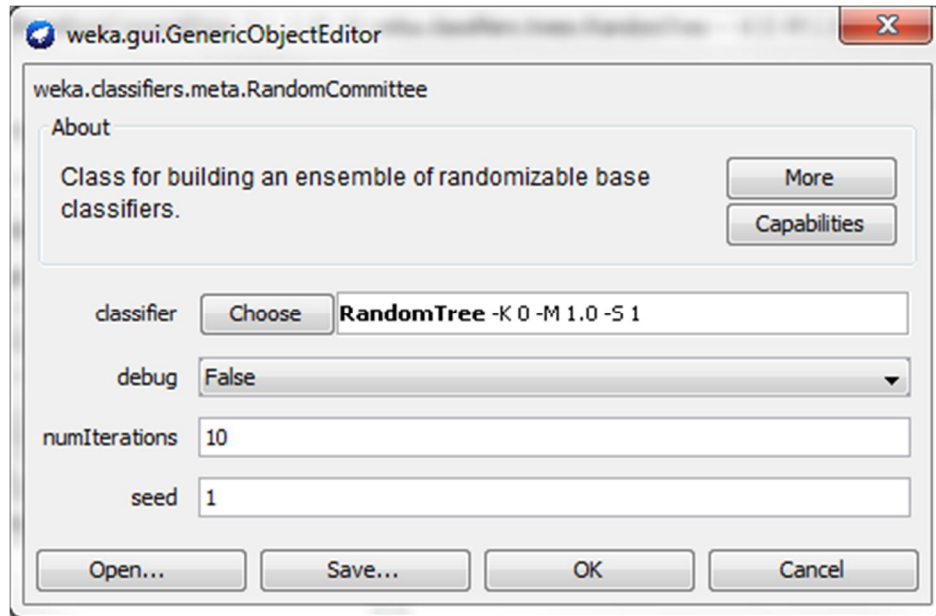 weka.gui.GenericObjectEditor
weka.classifiers.meta.RandomCommittee
About
Class for building an ensemble of randomizable base
classifiers.
More
Capabilities
classifier Choose RandomTree -K 0 -M 1.0 -S 1
debug False
numIterations 10
seed 1
Open... Save... OK Cancel